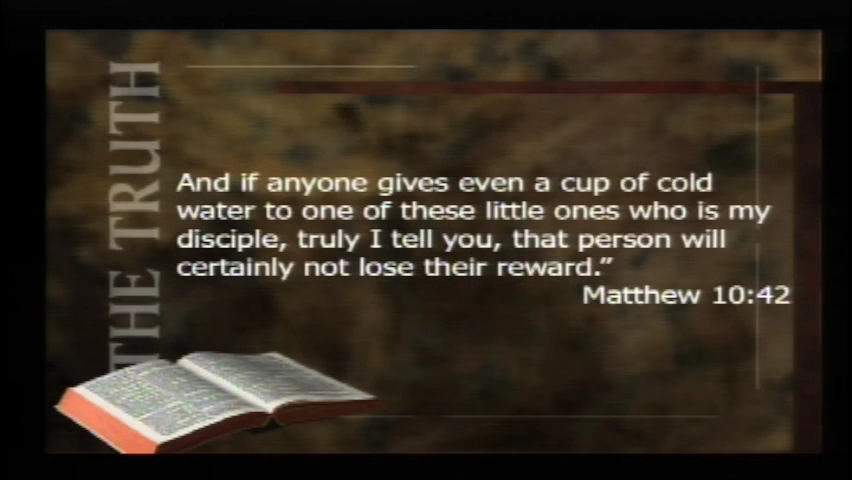 THE TRUTH
And if anyone gives even a cup of cold
water to one of these little ones who is my
disciple, truly I tell you, that person will
certainly not lose their reward.”
Matthew 10:42